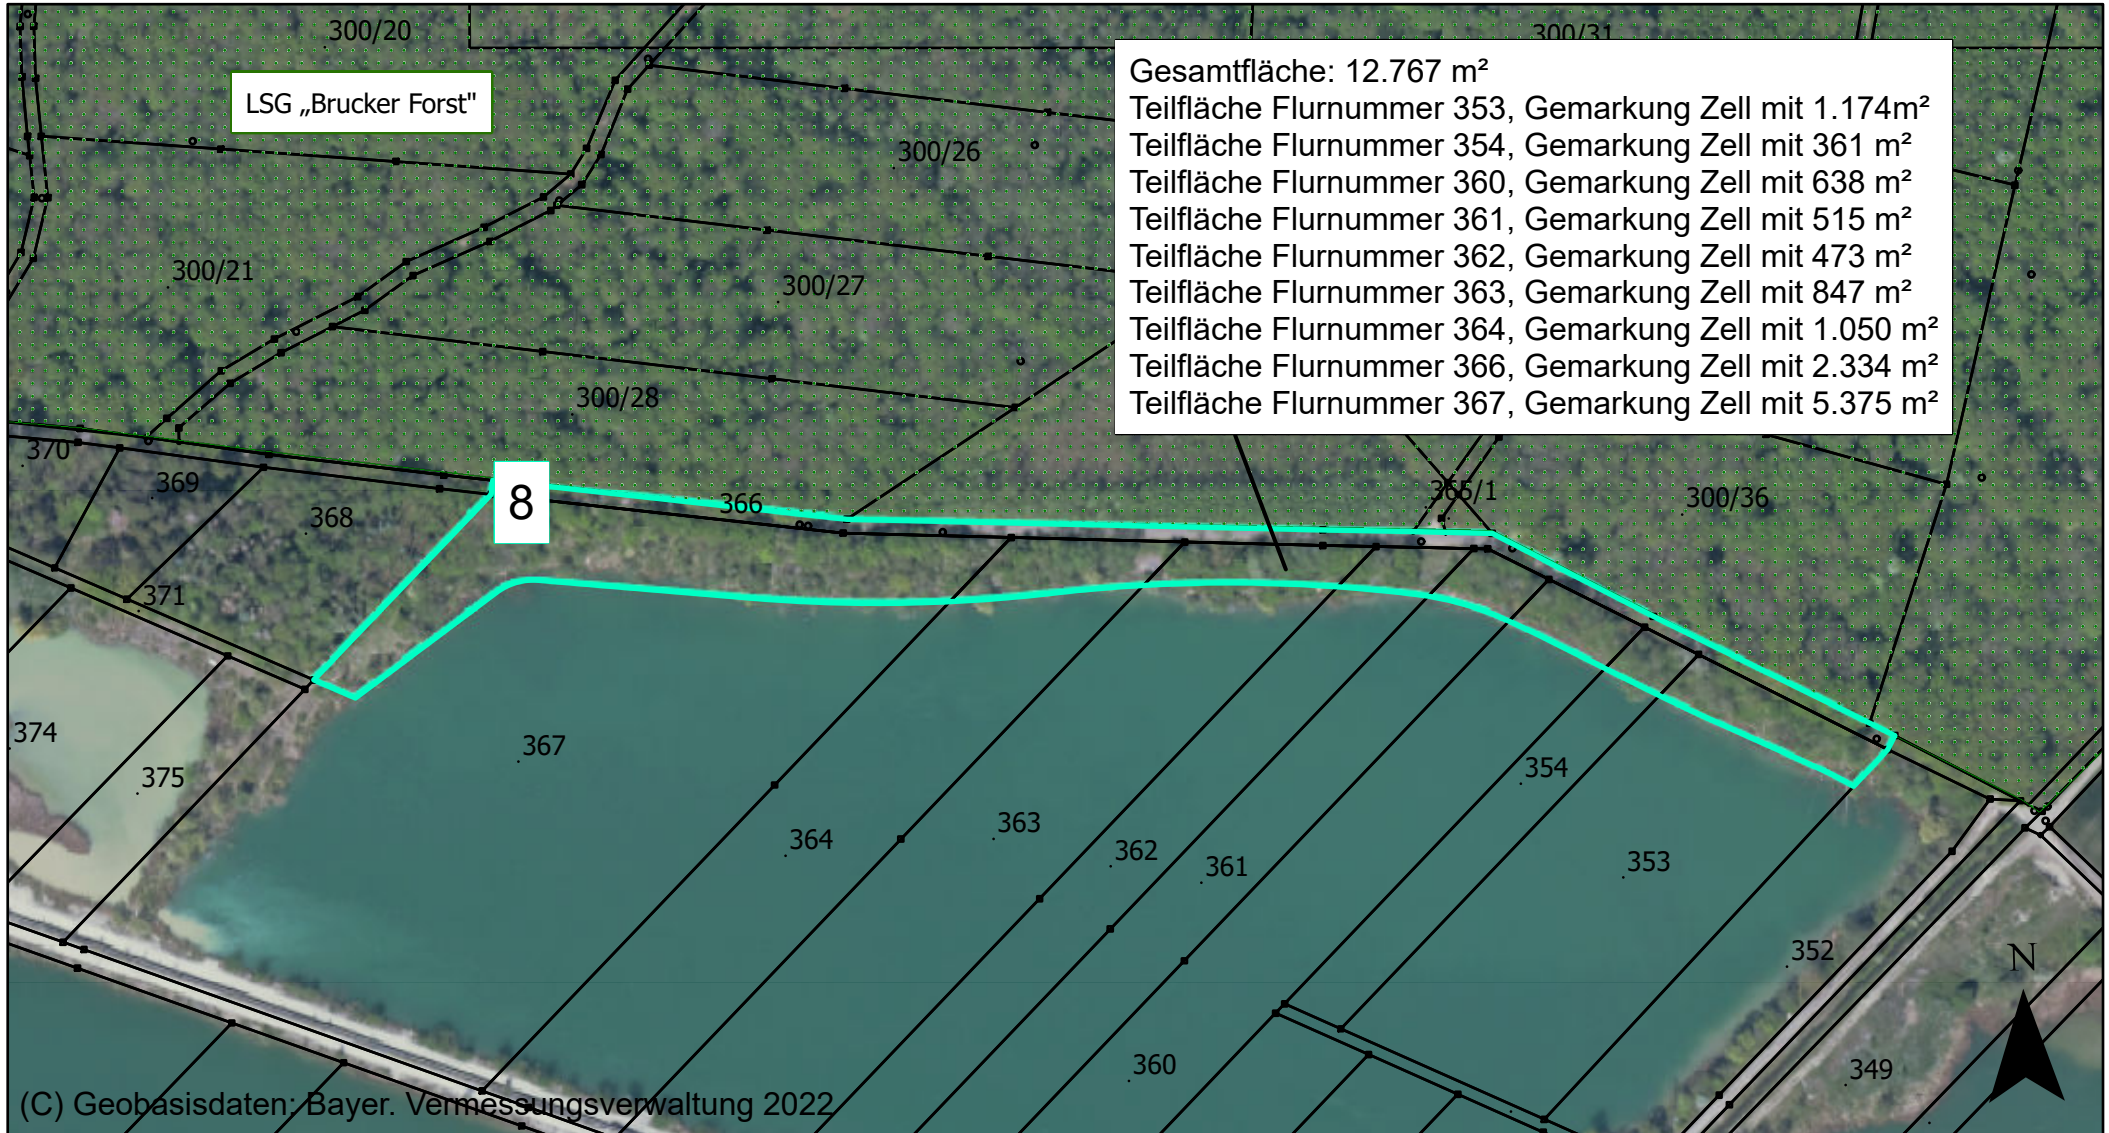 300/20
300/31
LSG „Brucker Forst"
Gesamtfläche: 12.767 m²
Teilfläche Flurnummer 353, Gemarkung Zell mit 1.174m²
Teilfläche Flurnummer 354, Gemarkung Zell mit 361 m²
Teilfläche Flurnummer 360, Gemarkung Zell mit 638 m²
Teilfläche Flurnummer 361, Gemarkung Zell mit 515 m²
Teilfläche Flurnummer 362, Gemarkung Zell mit 473 m²
Teilfläche Flurnummer 363, Gemarkung Zell mit 847 m²
Teilfläche Flurnummer 364, Gemarkung Zell mit 1.050 m²
Teilfläche Flurnummer 366, Gemarkung Zell mit 2.334 m²
Teilfläche Flurnummer 367, Gemarkung Zell mit 5.375 m²
300/26
300/21
300/27
300/28
370
369
368
8
366
365/1
300/36
371
374
375
367
364
363
362
361
354
353
352
N
360
349
(C) Geobasisdaten: Bayer. Vermessungsverwaltung 2022